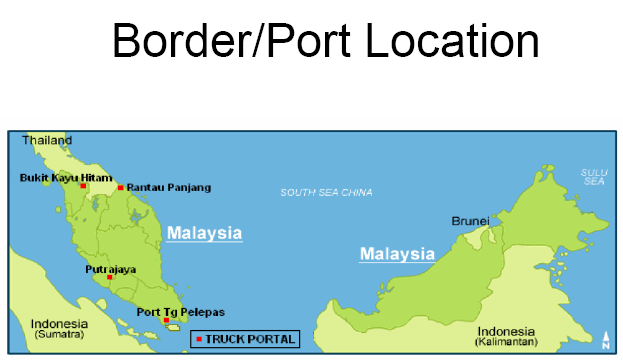 Border/Port Location
Thailand
Bukit Kayu Hitam
Rantau Panjang
SOUTH SEA CHINA
SULU
SEA
Malaysia
Brunei
Malaysia
Putrajaya
Port Tg Pelepas
Indonesia
(Sumatra)
TRUCK PORTAL
Indonesia
(Kalimantan)
N